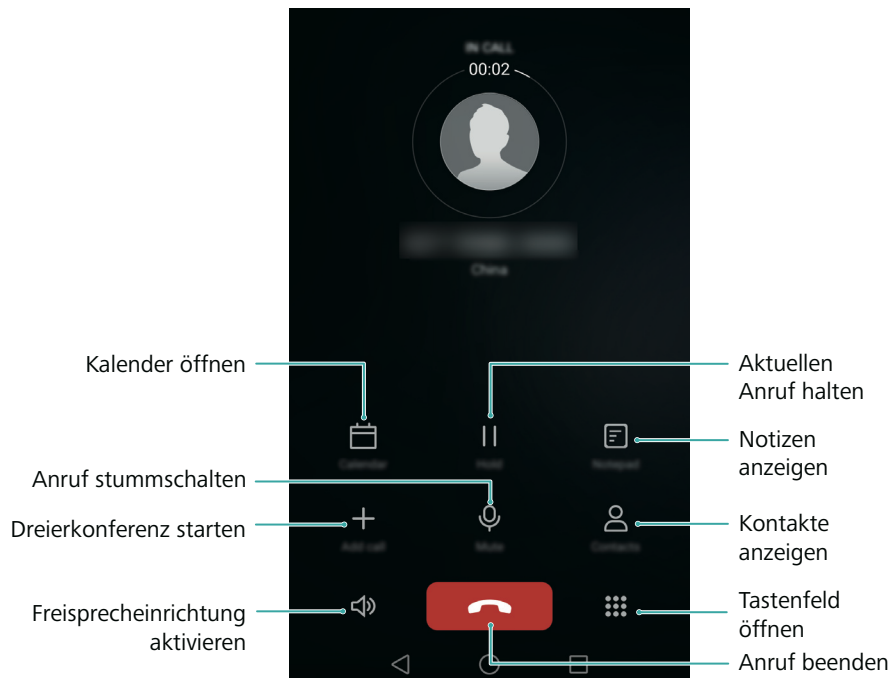 IN CALL
00:02
China
Kalender öffnen
Aktuellen
Anruf halten
Calendar
Hold
Notepad
Notizen
anzeigen
Anruf stummschalten
Dreierkonferenz starten
Add call
Mute
Contacts
Kontakte
anzeigen
Freisprecheinrichtung
aktivieren
Tastenfeld
öffnen
Anruf beenden